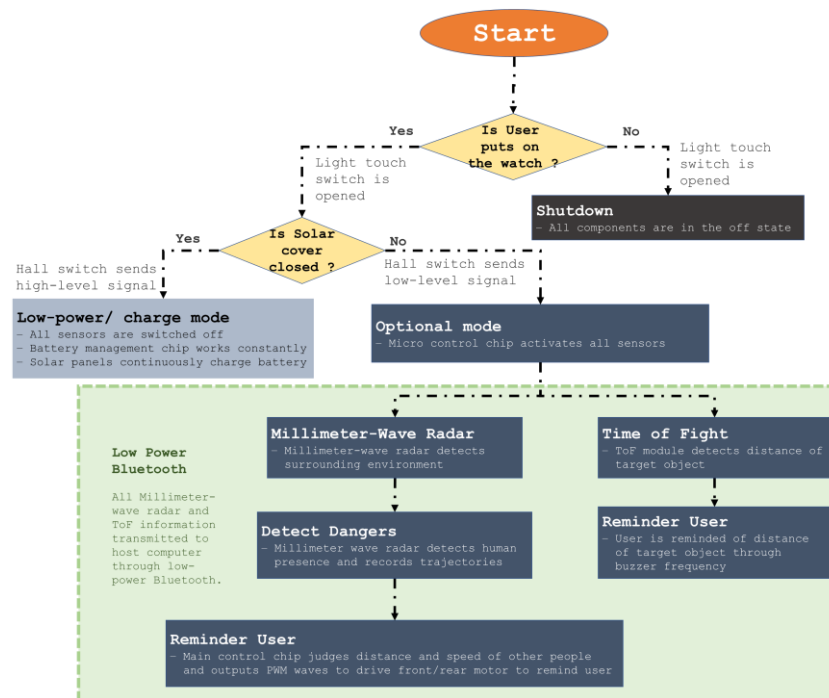 Start
Is User
puts on
the watch ?
Yes
No
Light touch
switch is
opened
Light touch
switch is
opened
Shutdown
– All components are in the off state
Is Solar
cover
closed ?
Yes
No
Hall switch sends
high-level signal
Hall switch sends
low-level signal
Low-power/ charge mode
– All sensors are switched off
– Battery management chip works constantly
– Solar panels continuously charge battery
Optional mode
– Micro control chip activates all sensors
Low Power
Bluetooth
All Millimeter-
wave radar and
ToF information
transmitted to
host computer
through low-
power Bluetooth.
Millimeter-Wave Radar
– Millimeter-wave radar detects
surrounding environment
Time of Fight
– ToF module detects distance of
target object
Detect Dangers
– Millimeter wave radar detects human
presence and records trajectories
Reminder User
– User is reminded of distance
of target object through
buzzer frequency
Reminder User
– Main control chip judges distance and speed of other people
and outputs PWM waves to drive front/rear motor to remind user